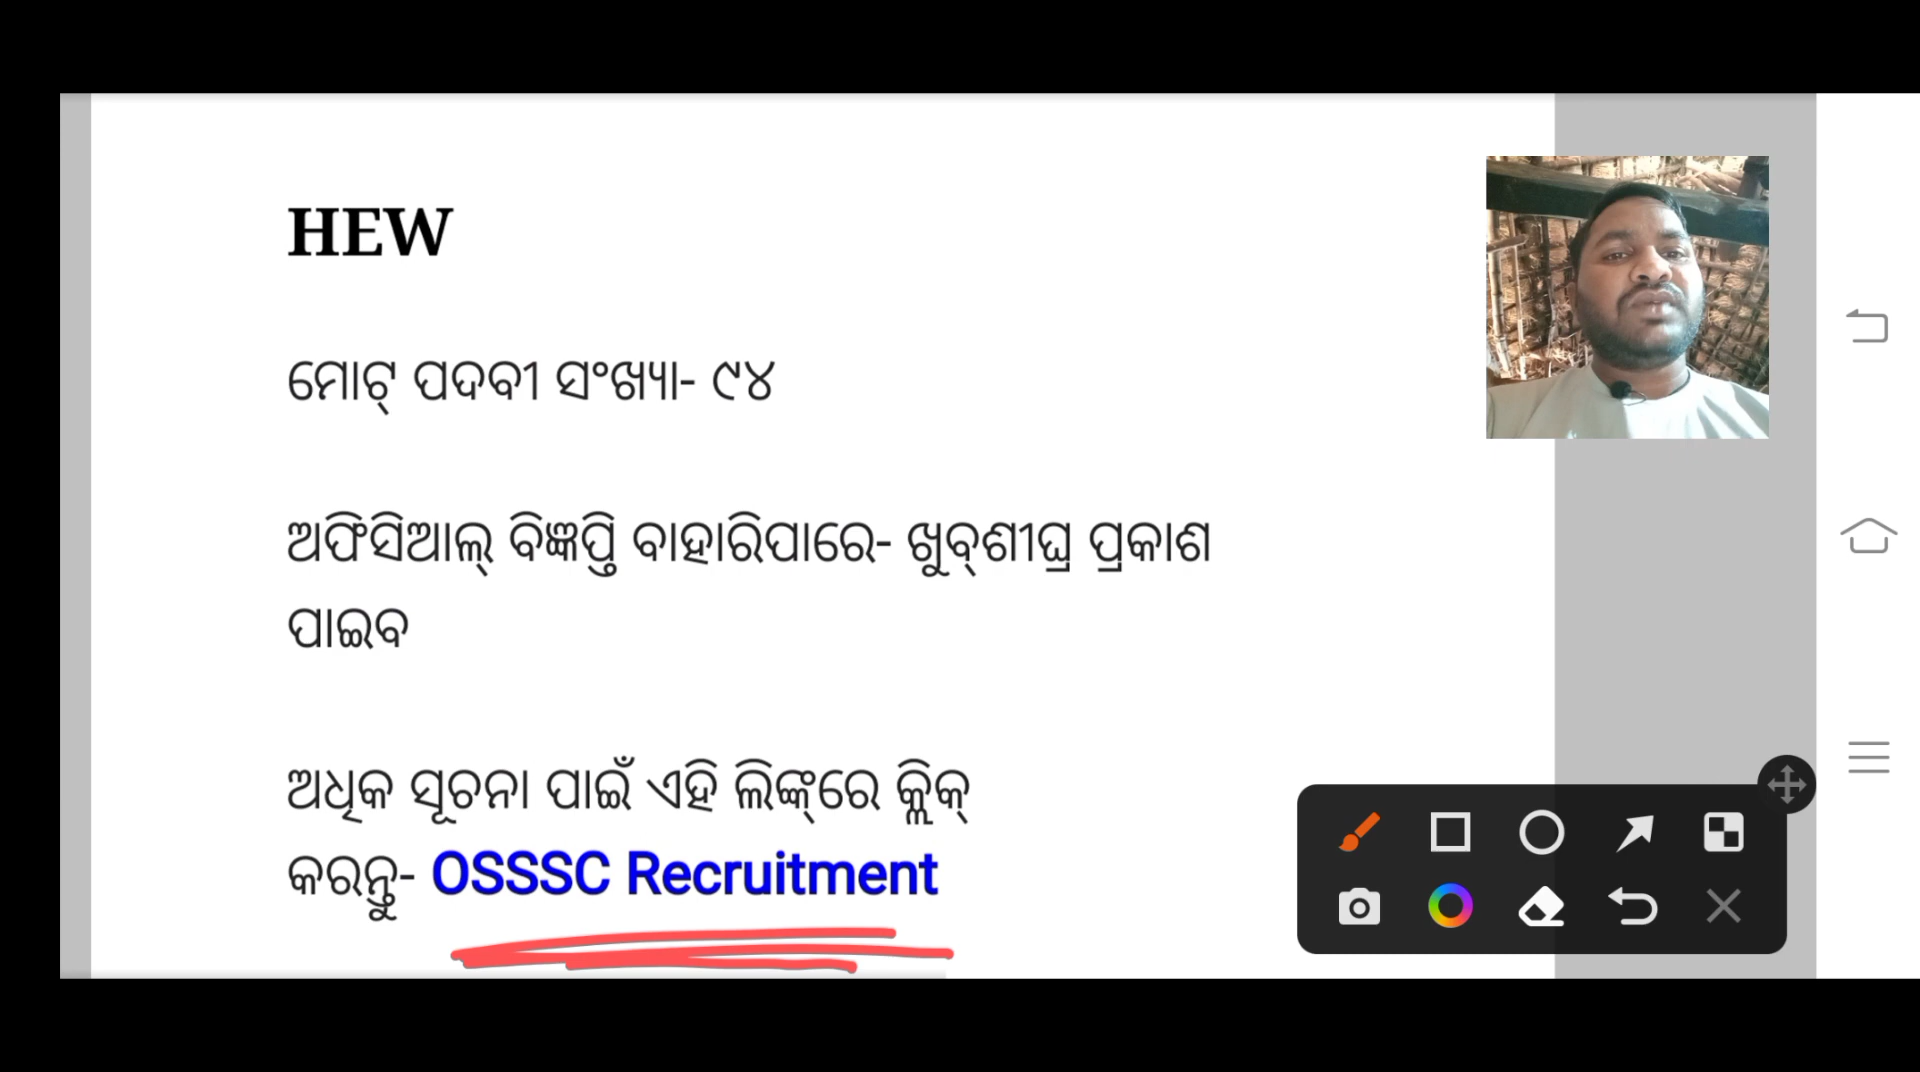 HEW
ମୋଟ୍ ପଦବୀ ସଂଖ୍ୟା- ୯୪
ଅଫିସିଆଲ୍ ବିଜ୍ଞପ୍ତି ବାହାରିପାରେ- ଖୁବ୍‌ଶୀଘ୍ର ପ୍ରକାଶ
ପାଇବ
ଅଧିକ ସୂଚନା ପାଇଁ ଏହି ଲିଙ୍କ୍‌ରେ କ୍ଲିକ୍
କରନ୍ତୁ- OSSSC Recruitment